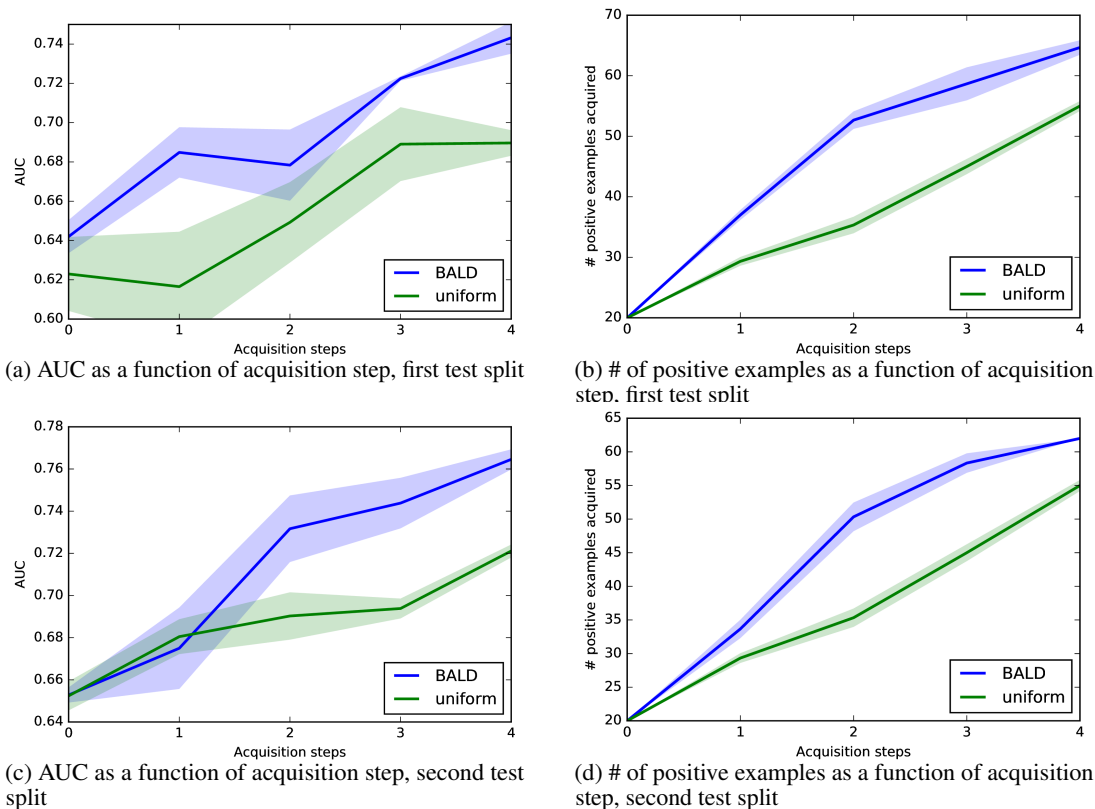 0.74
0.72
0.70
0.68
0.66
0.64
0.62
0.60
AUC
0 1 2 3 4
Acquisition steps
BALD
uniform
(a) AUC as a function of acquisition step, first test split
70
60
50
40
30
20
# positive examples acquired
0 1 2 3 4
Acquisition steps
BALD
uniform
(b) # of positive examples as a function of acquisition
step, first test split
0.78
0.76
0.74
0.72
0.70
0.68
0.66
0.64
AUC
0 1 2 3 4
Acquisition steps
BALD
uniform
(c) AUC as a function of acquisition step, second test
split
65
60
55
50
45
40
35
30
25
20
# positive examples acquired
0 1 2 3 4
Acquisition steps
BALD
uniform
(d) # of positive examples as a function of acquisition
step, second test split